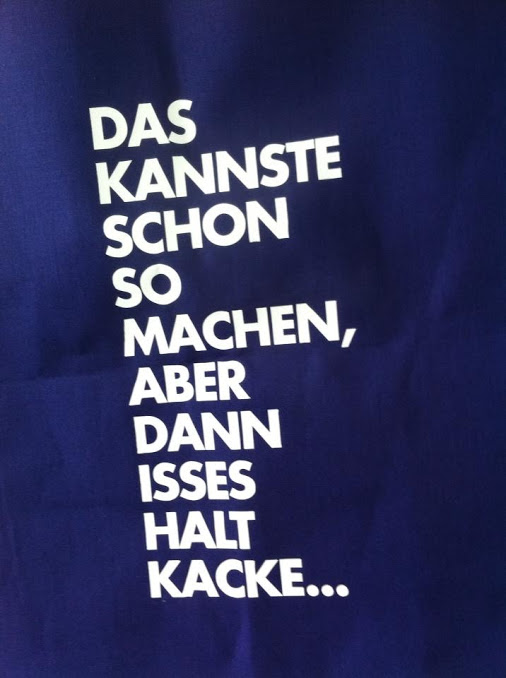 DAS
KANNSTE
SCHON
SO
MACHEN,
ABER
DANN
ISSES
HALT
KACKE...